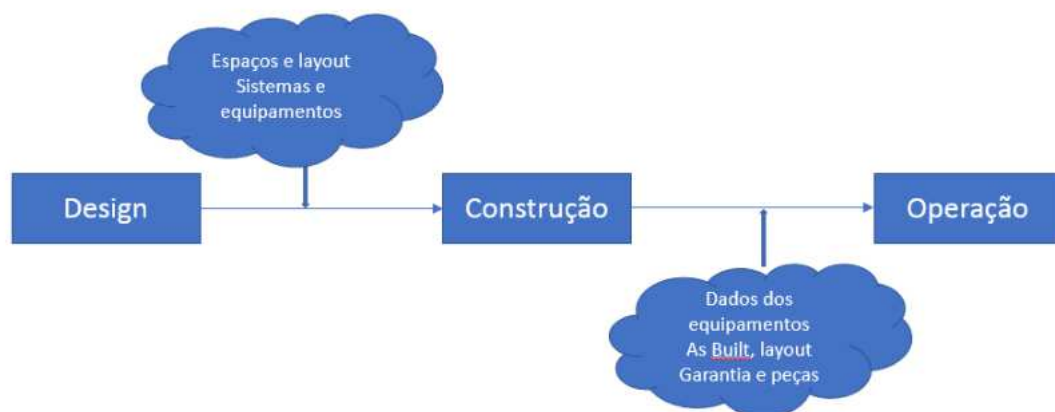 Espaços e layout
Sistemas e
equipamentos
Design
Construção
Operação
Dados dos
equipamentos
As Built, layout
Garantia e peças